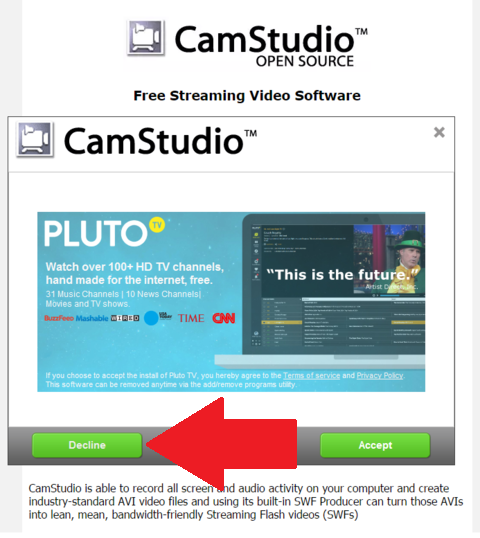 CamStudio™
OPEN SOURCE
Free Streaming Video Software
CamStudio™
PLUTO TV
Watch over 100+ HD TV channels,
hand made for the internet, free.
31 Music Channels | 10 News Channels|
Movies and TV shows.
BuzzFeed Mashable WIRED USA TODAY TIME CNN
“This is the future.”
If you choose to accept the install of Pluto TV, you hereby agree to the Terms of service and Privacy Policy.
This software can be removed anytime via the add/remove programs utility.
Decline
Accept
CamStudio is able to record all screen and audio activity on your computer and create
industry-standard AVI video files and using its built-in SWF Producer can turn those AVIs
into lean, mean, bandwidth-friendly Streaming Flash videos (SWFs)